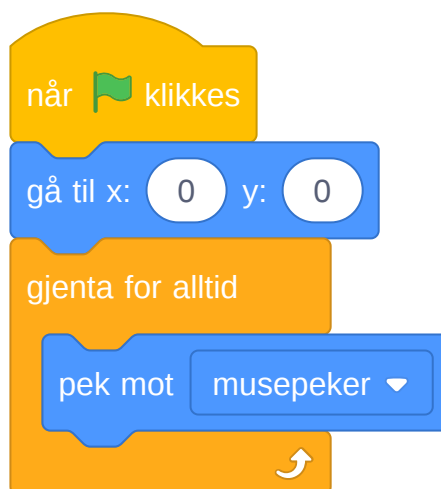 når klikkes
gå til x: 0 y: 0
gjenta for alltid
pek mot musepeker